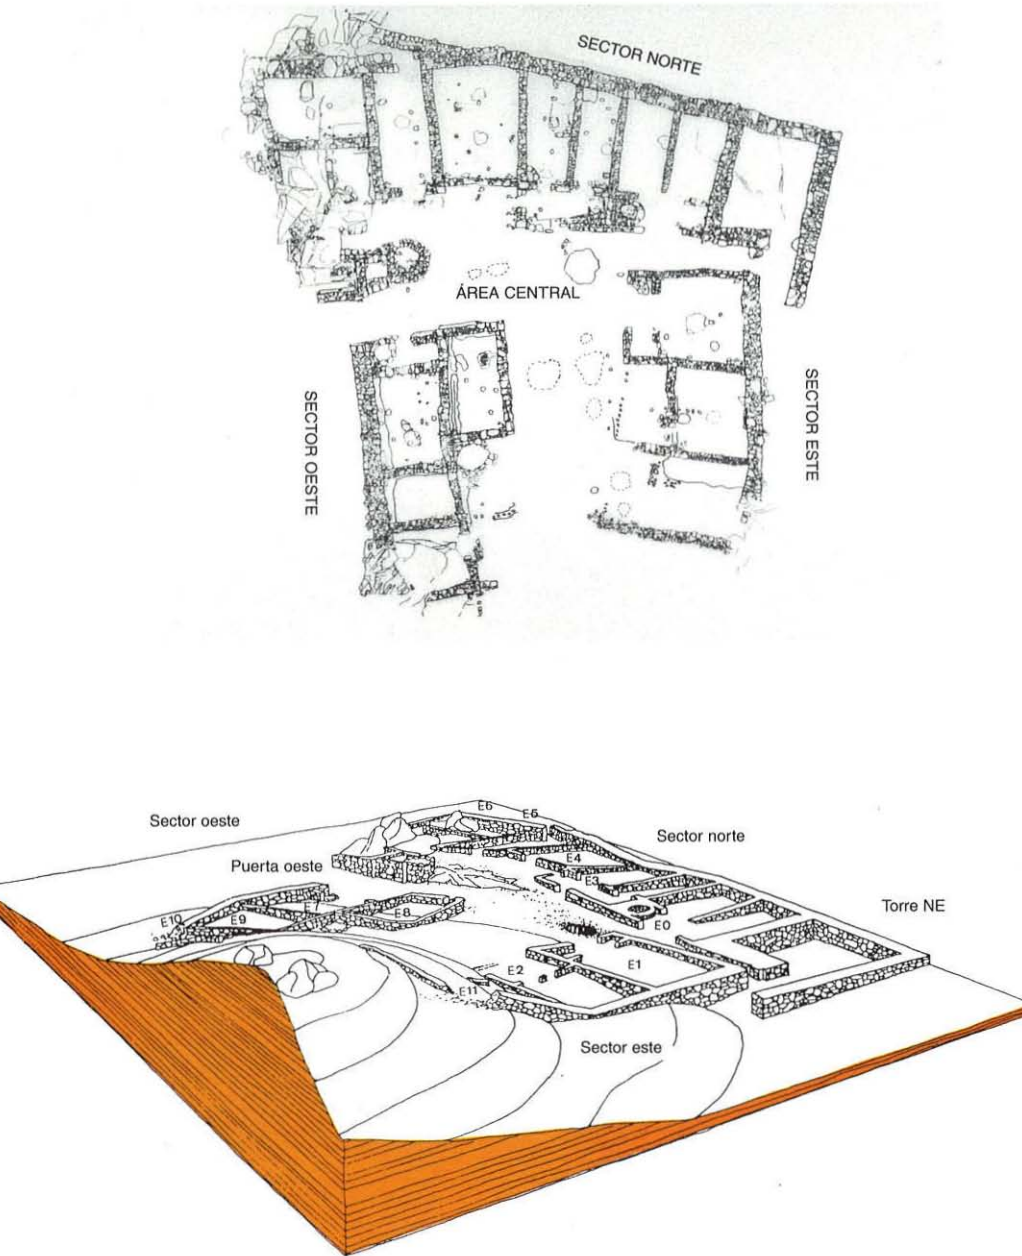 SECTOR NORTE
ÁREA CENTRAL
SECTOR OESTE
SECTOR ESTE
Sector oeste
E6
E5
Sector norte
Puerta oeste
E4
E3
Torre NE
E10
E9
E7
E8
E0
E1
E2
E11
Sector este